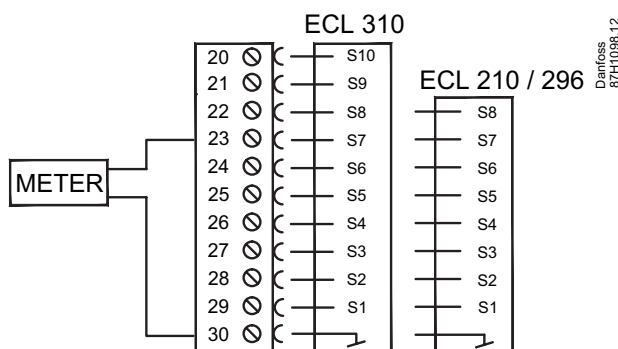 ECL 310
Danfoss
87H1098.12
ECL 210 / 296
20 S10
21 S9
22 S8 S8
23 S7 S7
24 S6 S6
METER
25 S5 S5
26 S4 S4
27 S3 S3
28 S2 S2
29 S1 S1
30